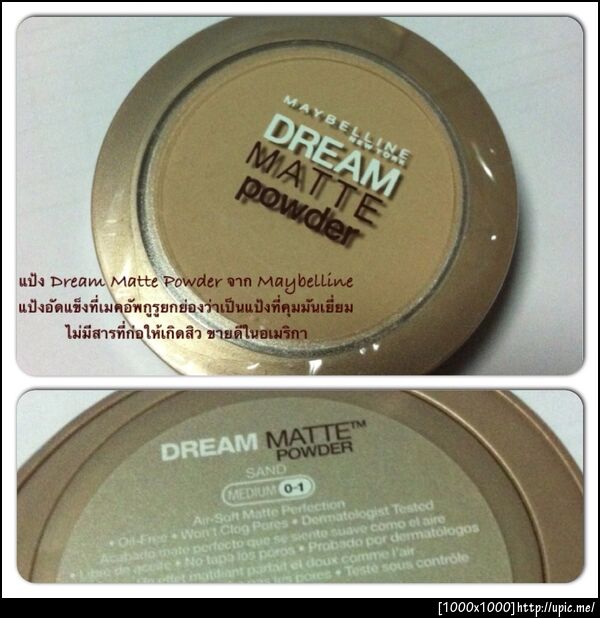 MAYBELLINE
NEW YORK
DREAM
MATTE
powder
แป้ง Dream Matte Powder จาก Maybelline
แป้งอัดแข็งที่เมคอัพกูรูยกย่องว่าเป็นแป้งที่คุมมันเยี่ยม
ไม่มีสารที่ก่อให้เกิดสิว ขายดีในอเมริกา
DREAM MATTE™
POWDER
SAND
MEDIUM 0-1
Air-Soft Matte Perfection
• Oil-Free • Won't Clog Pores • Dermatologist Tested
Acabado mate perfecto que se siente suave como el aire
• Libre de aceite • No tapa los poros • Probado por dermatólogos
Un effet matifiant parfait et doux comme l'air
pas les pores • Testé sous contrôle
[1000x1000]http://upic.me/